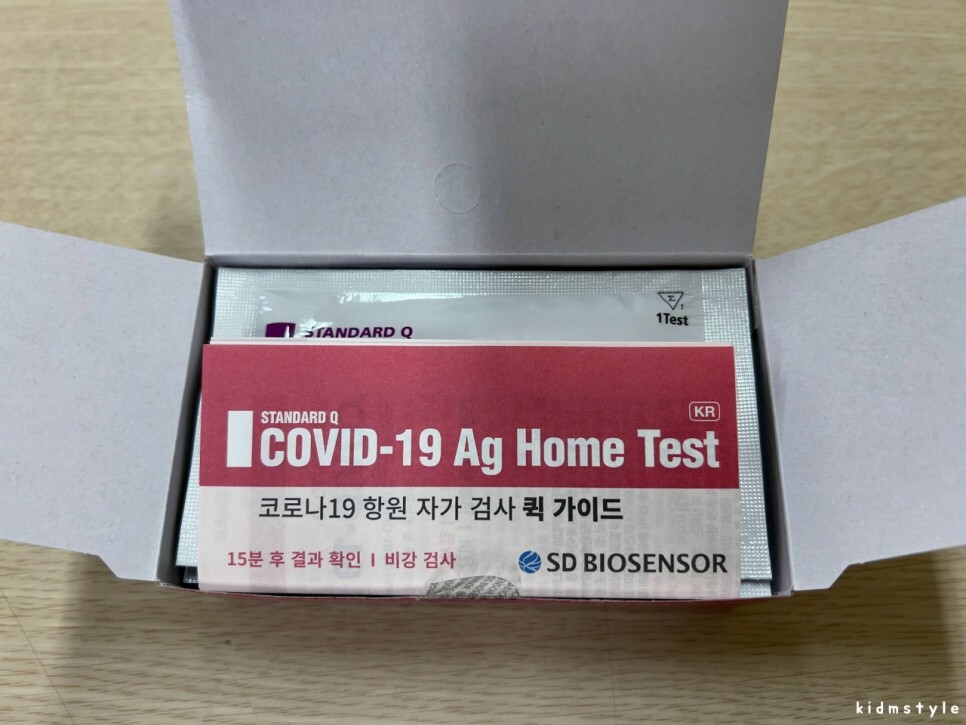 1Test
STANDARD Q
STANDARD Q
KR
COVID-19 Ag Home Test
코로나19 항원 자가 검사 퀵 가이드
15분 후 결과 확인 I 비강 검사
SD BIOSENSOR
kidmstyle